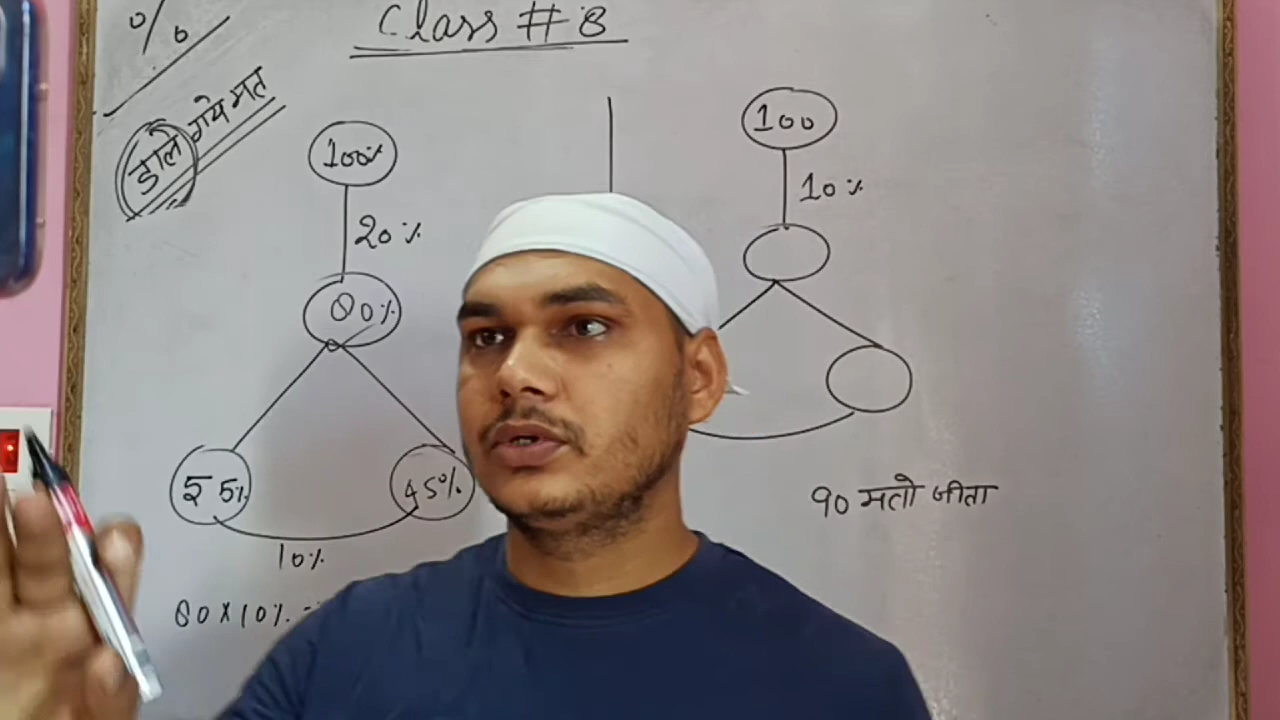 %
Class # 8
डाले गये मत
100%
20%
80%
55%
45%
10%
80 × 10% =
100
10%
90 मतो जीता